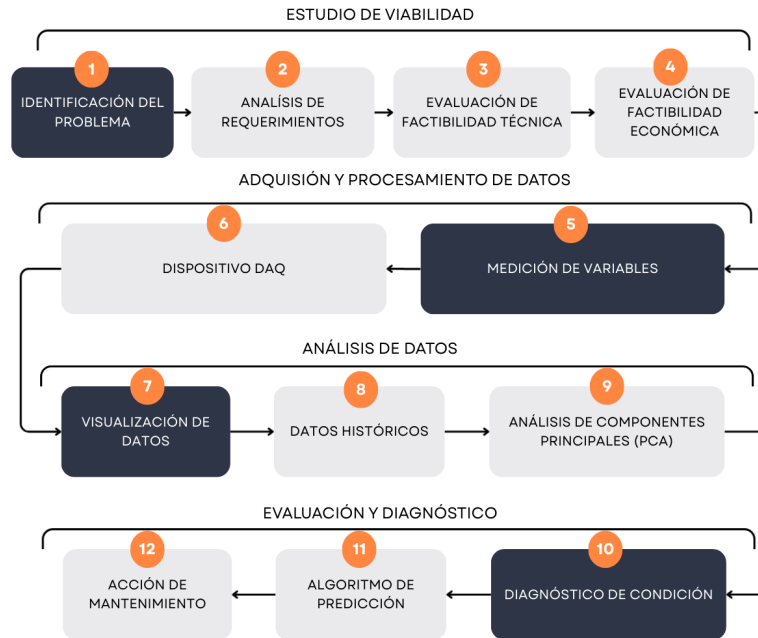 ESTUDIO DE VIABILIDAD
1
IDENTIFICACIÓN DEL
PROBLEMA
2
ANALÍSIS DE
REQUERIMIENTOS
3
EVALUACIÓN DE
FACTIBILIDAD TÉCNICA
4
EVALUACIÓN DE
FACTIBILIDAD
ECONÓMICA
ADQUISIÓN Y PROCESAMIENTO DE DATOS
6
DISPOSITIVO DAQ
5
MEDICIÓN DE VARIABLES
ANÁLISIS DE DATOS
7
VISUALIZACIÓN DE
DATOS
8
DATOS HISTÓRICOS
9
ANÁLISIS DE COMPONENTES
PRINCIPALES (PCA)
EVALUACIÓN Y DIAGNÓSTICO
12
ACCIÓN DE
MANTENIMIENTO
11
ALGORITMO DE
PREDICCIÓN
10
DIAGNÓSTICO DE CONDICIÓN